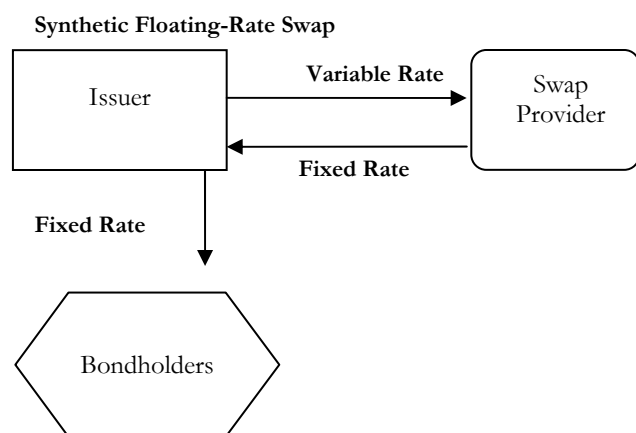 Synthetic Floating-Rate Swap
Issuer
Variable Rate
Swap
Provider
Fixed Rate
Fixed Rate
Bondholders